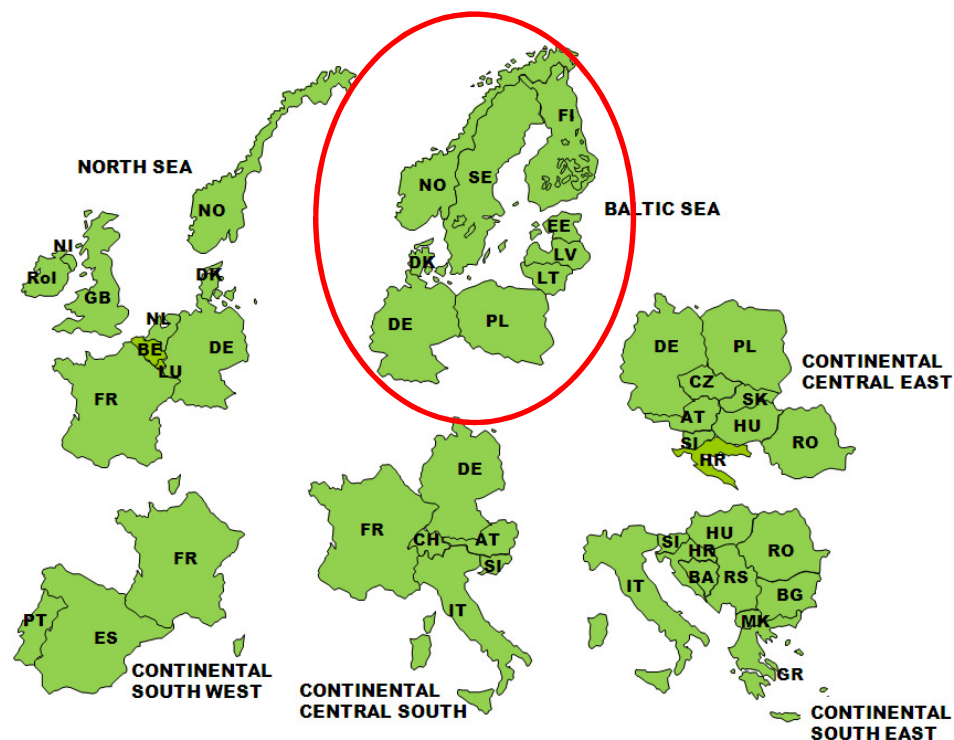 NORTH SEA
NO
NI
RoI
GB
DK
NL
BE
LU
DE
FR
FI
SE
NO
BALTIC SEA
EE
LV
LT
DK
DE
PL
DE
PL
CONTINENTAL
CENTRAL EAST
CZ
SK
AT
HU
SI
HR
RO
FR
PT
ES
CONTINENTAL
SOUTH WEST
DE
FR
CH
AT
SI
IT
CONTINENTAL
CENTRAL SOUTH
HU
SI
HR
RO
IT
BA
RS
BG
MK
GR
CONTINENTAL
SOUTH EAST